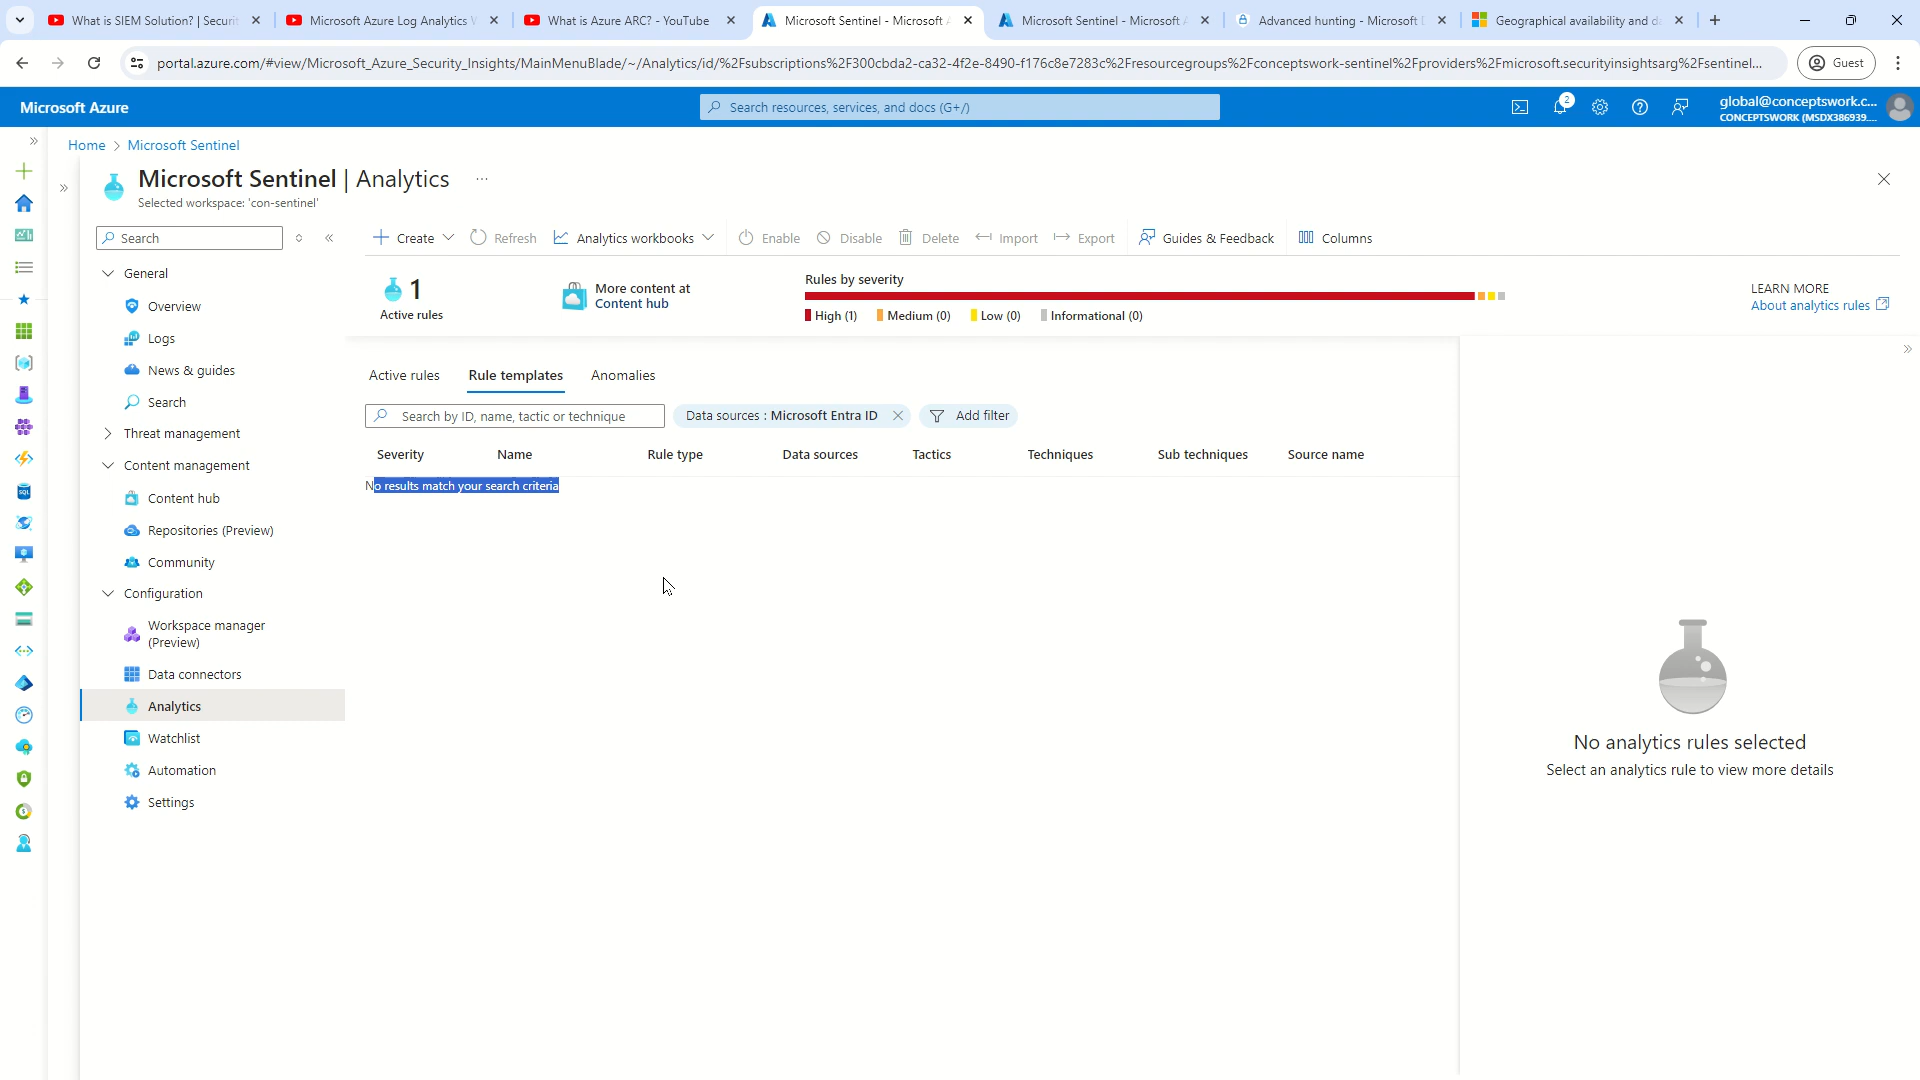 What is SIEM Solution? | Securit
Microsoft Azure Log Analytics W
What is Azure ARC? - YouTube
Microsoft Sentinel - Microsoft A
Microsoft Sentinel - Microsoft A
Advanced hunting - Microsoft D
Geographical availability and da
portal.azure.com/#view/Microsoft_Azure_Security_Insights/MainMenuBlade/~/Analytics/id/%2Fsubscriptions%2F300cbda2-ca32-4f2e-8490-f176c8e7283c%2Fresourcegroups%2Fconceptswork-sentinel%2Fproviders%2Fmicrosoft.securityinsightsarg%2Fsentinel...
Guest
Microsoft Azure
Search resources, services, and docs (G+/)
2
global@conceptswork.c...
CONCEPTSWORK (MSDX386939....
Home > Microsoft Sentinel
Microsoft Sentinel | Analytics ...
Selected workspace: 'con-sentinel'
Search
General
Overview
Logs
News & guides
Search
Threat management
Content management
Content hub
Repositories (Preview)
Community
Configuration
Workspace manager
(Preview)
Data connectors
Analytics
Watchlist
Automation
Settings
Create
Refresh
Analytics workbooks
Enable
Disable
Delete
Import
Export
Guides & Feedback
Columns
1
Active rules
More content at
Content hub
Rules by severity
High (1)
Medium (0)
Low (0)
Informational (0)
LEARN MORE
About analytics rules
Active rules
Rule templates
Anomalies
Search by ID, name, tactic or technique
Data sources : Microsoft Entra ID
Add filter
Severity
Name
Rule type
Data sources
Tactics
Techniques
Sub techniques
Source name
No results match your search criteria
No analytics rules selected
Select an analytics rule to view more details